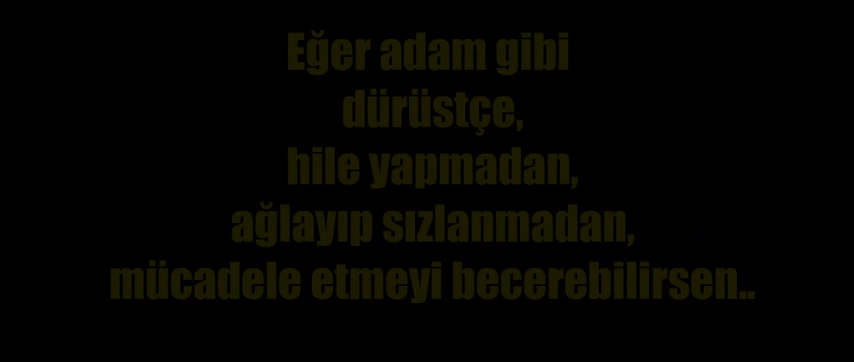 Eğer adam gibi
dürüstçe,
hile yapmadan,
ağlayıp sızlanmadan,
mücadele etmeyi becerebilirsen..